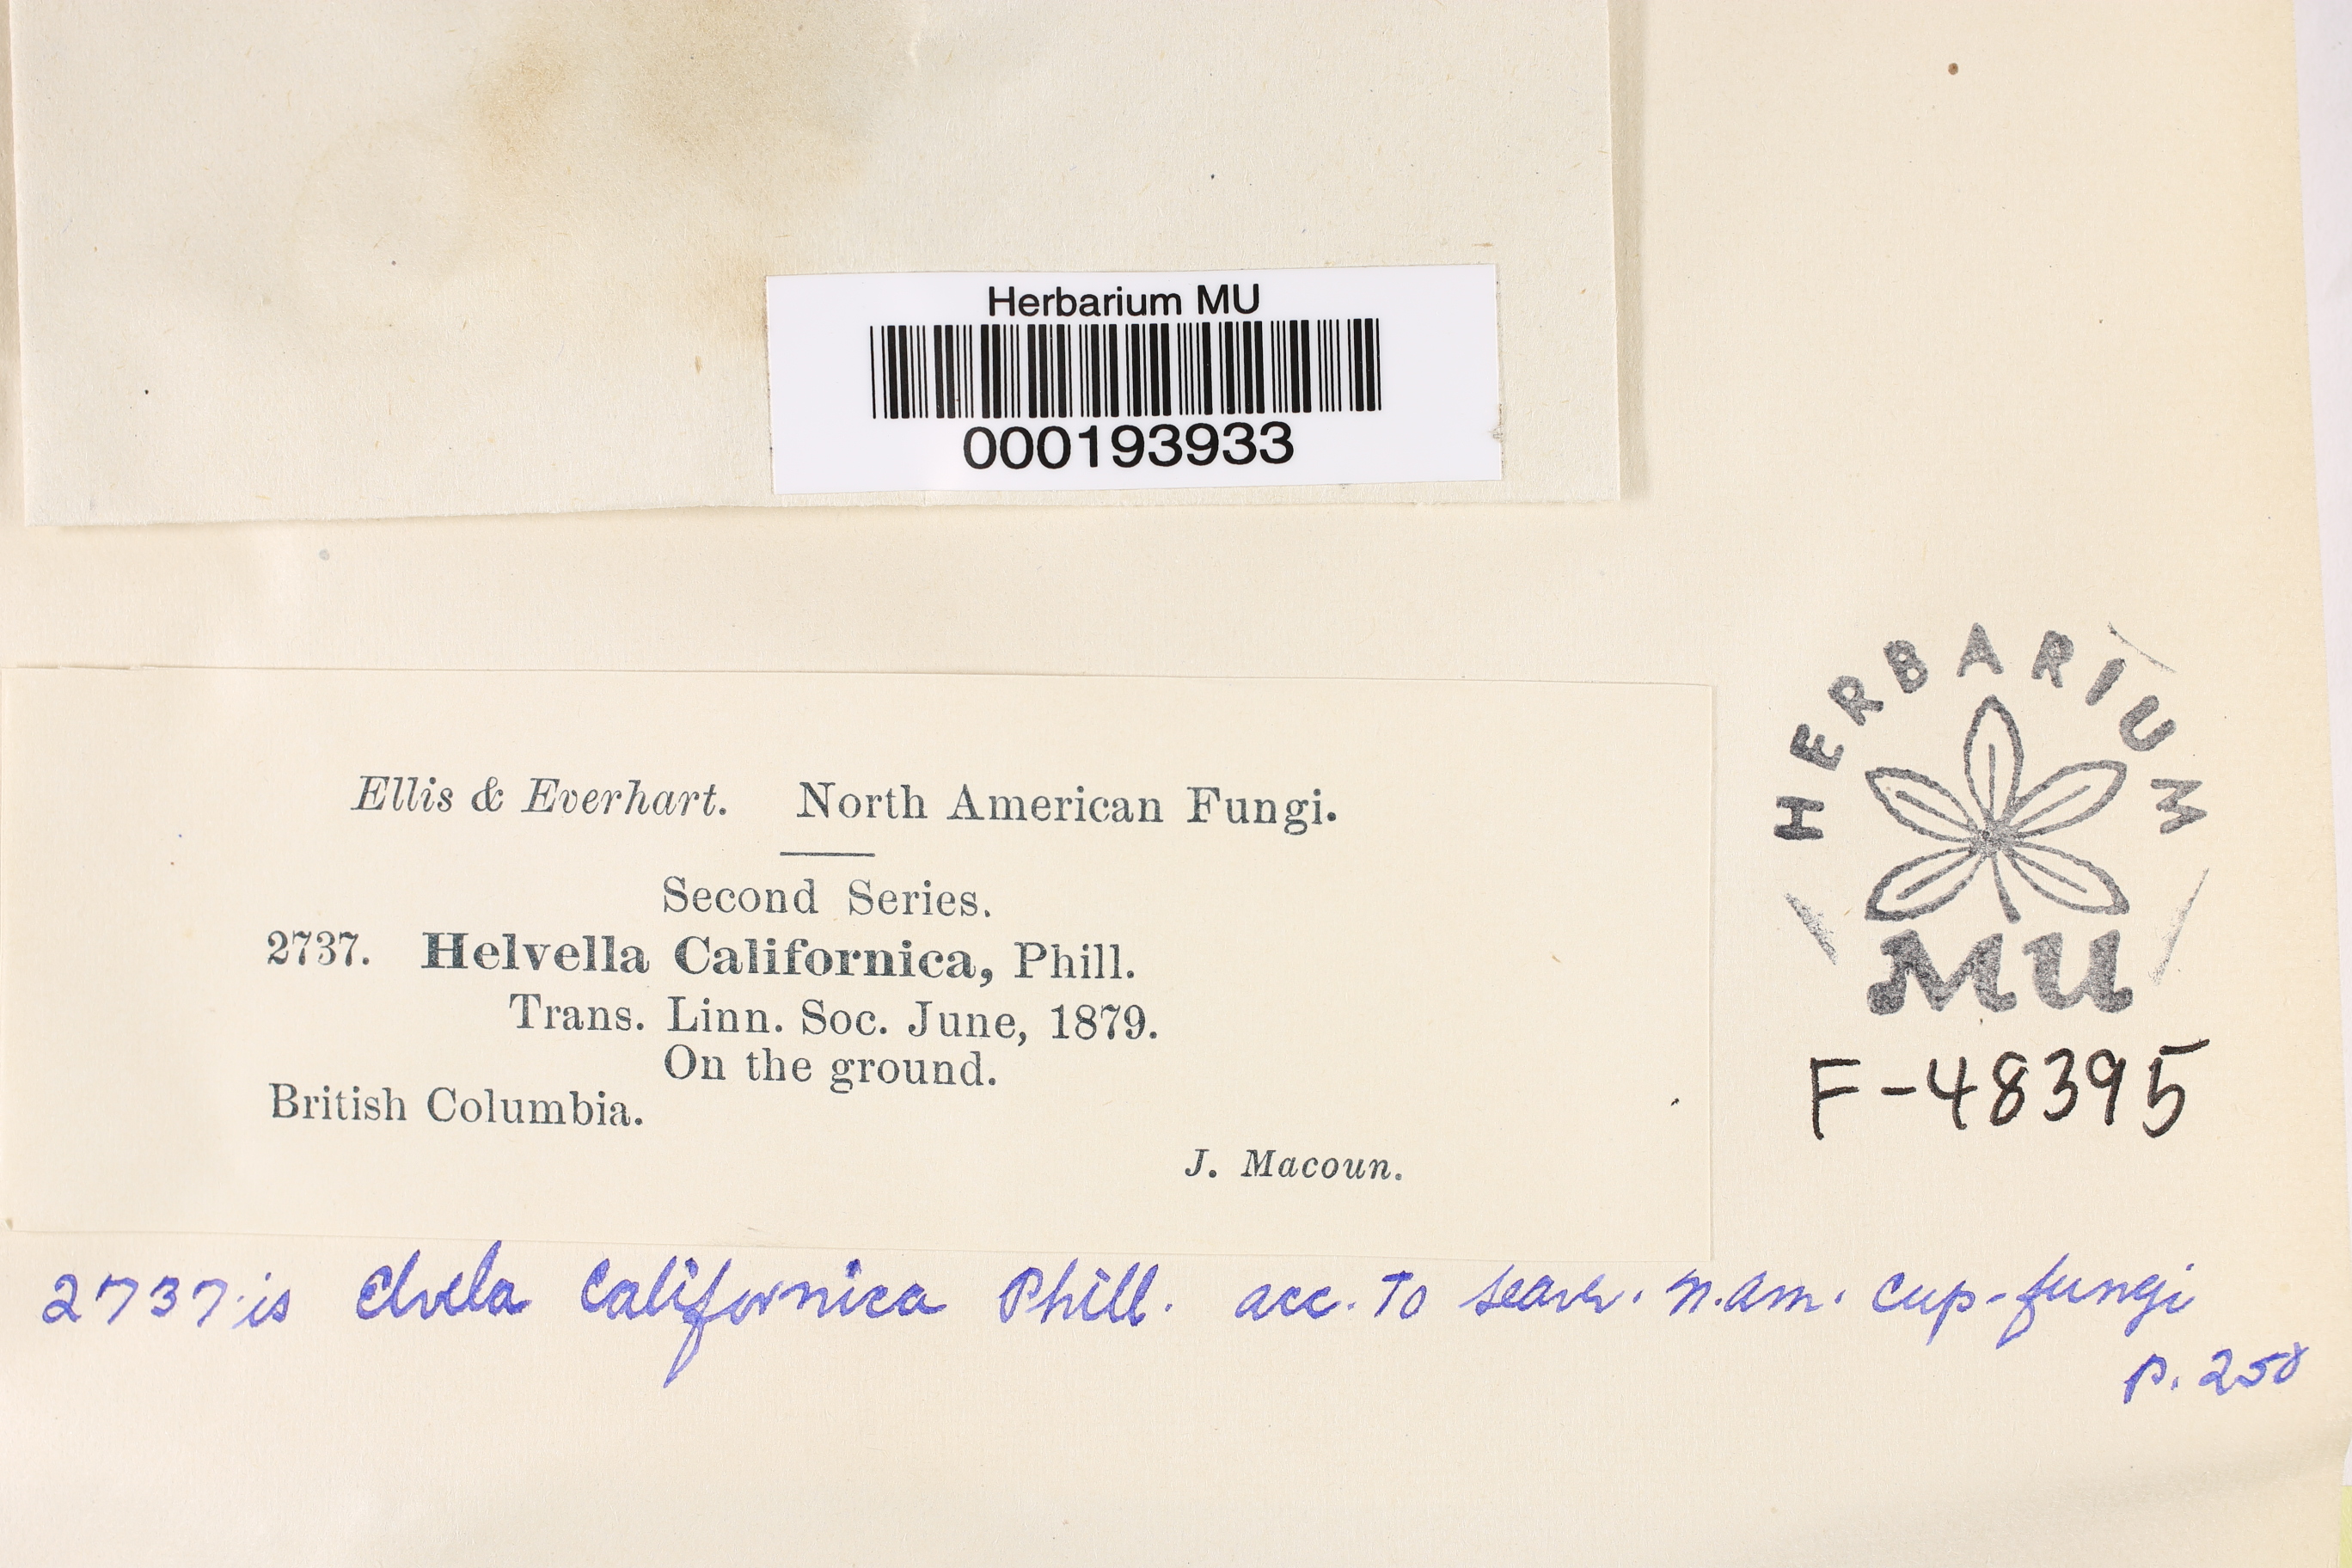 Herbarium MU
000193933
HERBARIUM
MU
F-48395
Ellis & Everhart. North American Fungi.
Second Series.
2737. Helvella Californica, Phill.
Trans. Linn. Soc. June, 1879.
On the ground.
British Columbia.
J. Macoun.
2737 is Elvela Californica Phill. acc. To Seaver. N. Am. Cup-fungi
p. 258